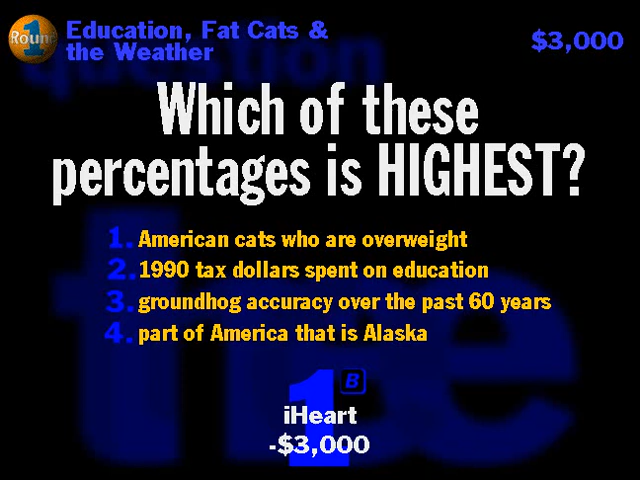 Round 1
Education, Fat Cats &
the Weather
$3,000
question
Which of these
percentages is HIGHEST?
1. American cats who are overweight
2. 1990 tax dollars spent on education
3. groundhog accuracy over the past 60 years
4. part of America that is Alaska
1
B
iHeart
-$3,000